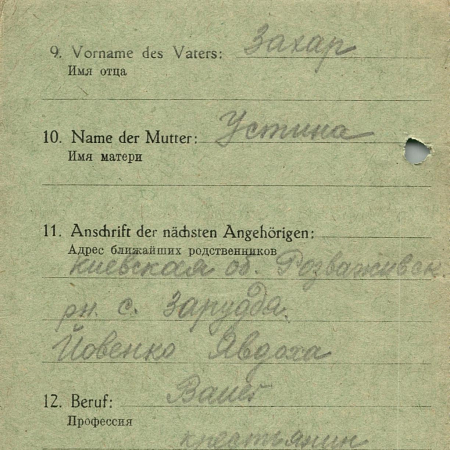 9. Vorname des Vaters: Захар
Имя отца
10. Name der Mutter: Устина
Имя матери
11. Anschrift der nächsten Angehörigen:
Адрес ближайших родственников
Киевская об. Розваживск.
рн. с. Зарудда
Йовенко Явдоха
12. Beruf: Bauer
Профессия
крестьянин